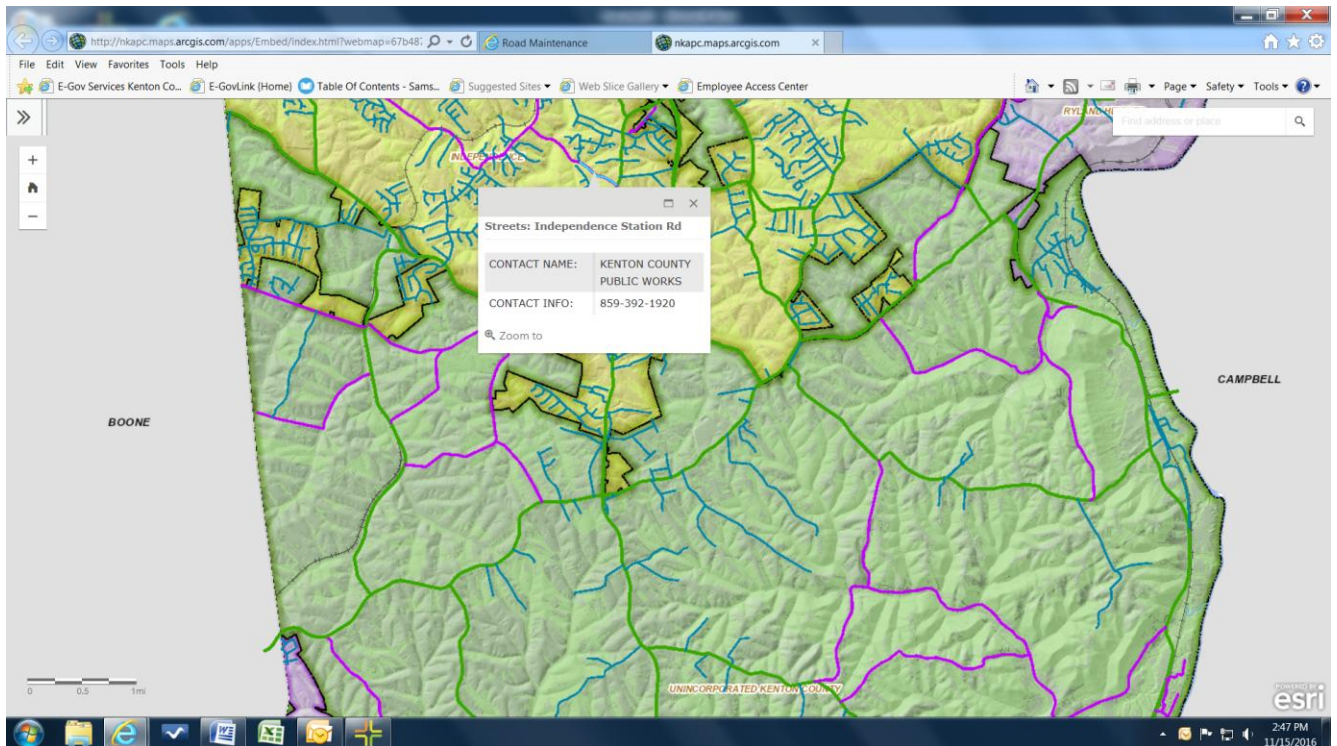 http://nkapc.maps.arcgis.com/apps/Embed/index.html?webmap=67b487
Road Maintenance
nkapc.maps.arcgis.com
File Edit View Favorites Tools Help
E-Gov Services Kenton Co...
E-GovLink {Home}
Table Of Contents - Sams...
Suggested Sites
Web Slice Gallery
Employee Access Center
Page
Safety
Tools
Find address or place
INDEPENDENCE
Streets: Independence Station Rd
CONTACT NAME: KENTON COUNTY
PUBLIC WORKS
CONTACT INFO: 859-392-1920
Zoom to
CAMPBELL
BOONE
UNINCORPORATED KENTON COUNTY
0 0.5 1mi
POWERED BY
esri
2:47 PM
11/15/2016